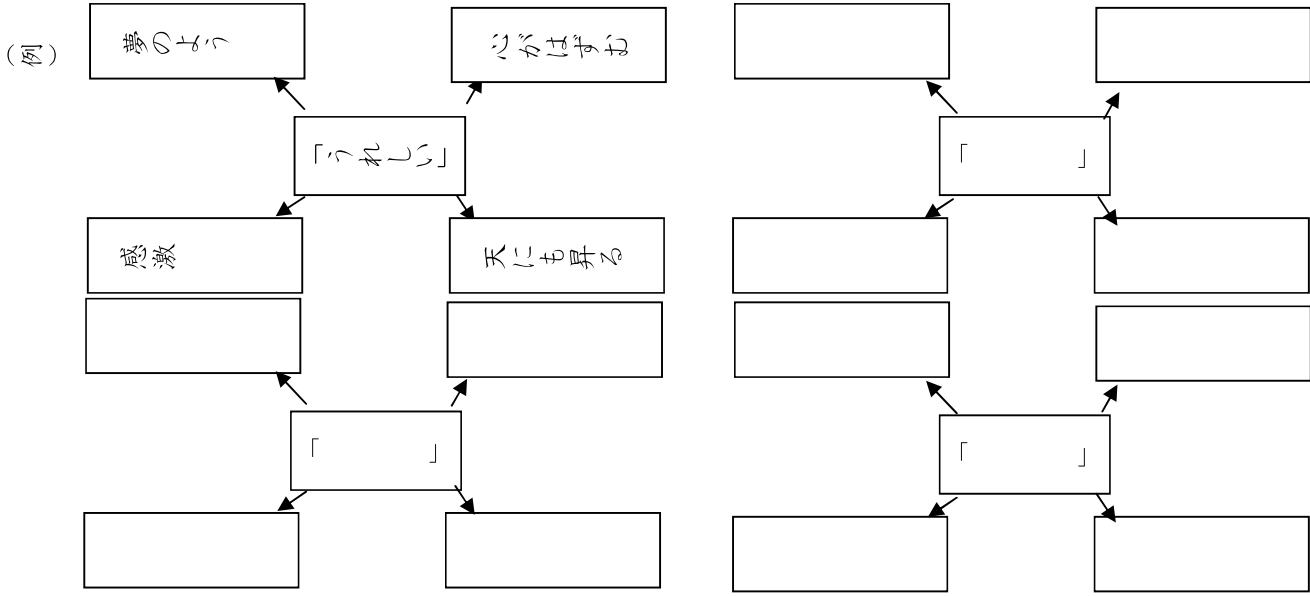 (例)
夢のよう
心がはずむ
「うれしい」
感激
天にも昇る
「　　　　」
「　　　　」
「　　　　」